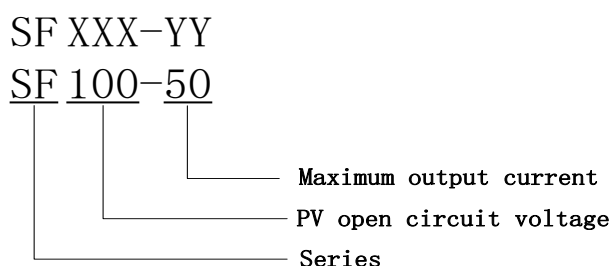 SF XXX-YY
SF 100-50
Maximum output current
PV open circuit voltage
Series